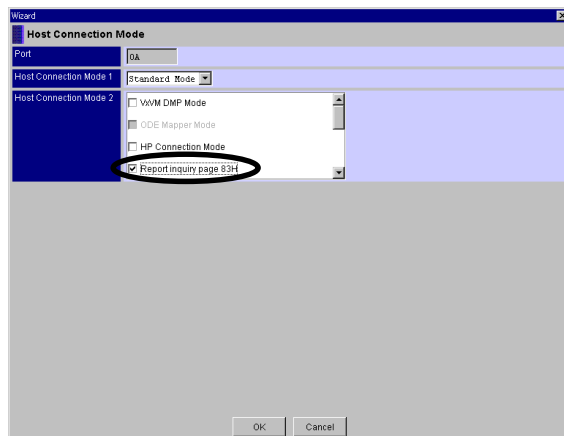 Wizard
Host Connection Mode
Port
0A
Host Connection Mode 1
Standard Mode
Host Connection Mode 2
VxVM DMP Mode
ODE Mapper Mode
HP Connection Mode
Report inquiry page 83H
OK
Cancel